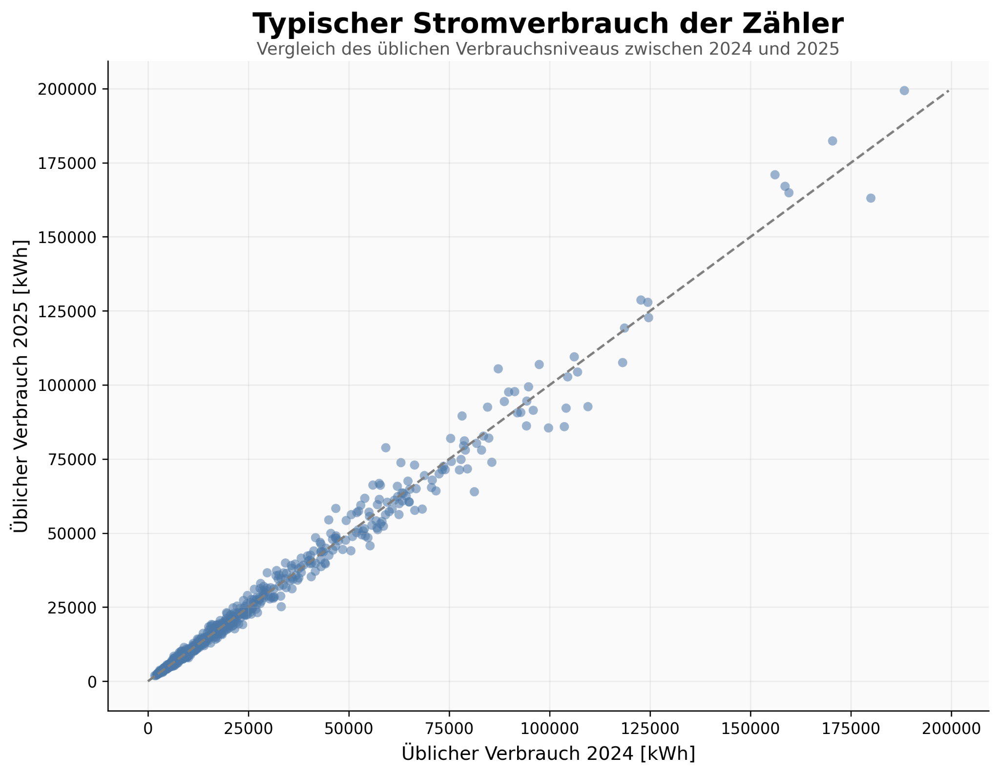 Typischer Stromverbrauch der Zähler
Vergleich des üblichen Verbrauchsniveaus zwischen 2024 und 2025
Üblicher Verbrauch 2025 [kWh]
200000
175000
150000
125000
100000
75000
50000
25000
0
0 25000 50000 75000 100000 125000 150000 175000 200000
Üblicher Verbrauch 2024 [kWh]